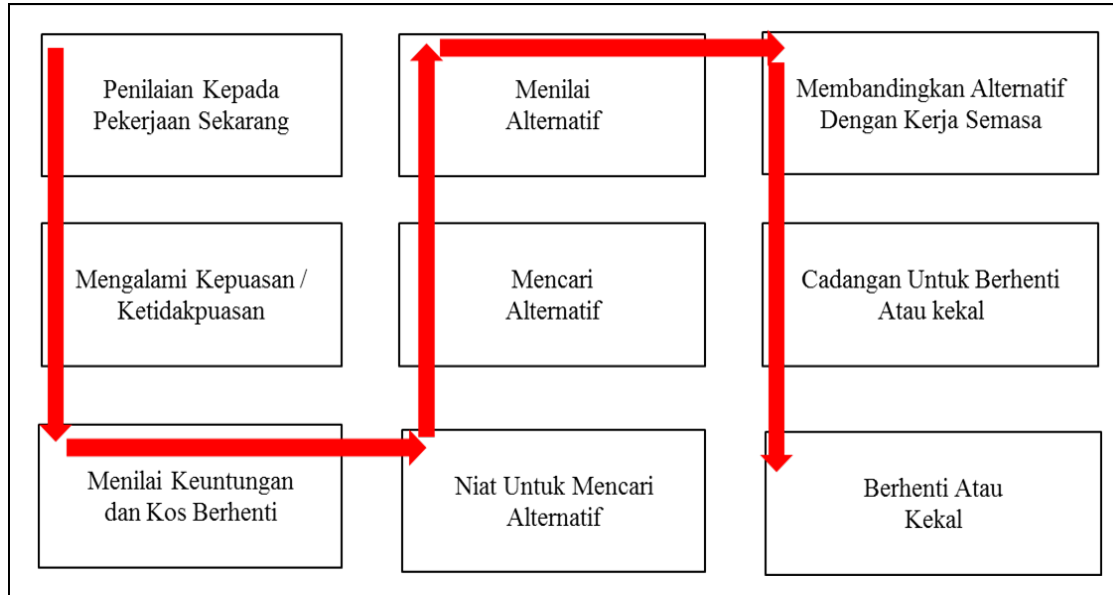 Penilaian Kepada
Pekerjaan Sekarang
Mengalami Kepuasan /
Ketidakpuasan
Menilai Keuntungan
dan Kos Berhenti
Niat Untuk Mencari
Alternatif
Mencari
Alternatif
Menilai
Alternatif
Membandingkan Alternatif
Dengan Kerja Semasa
Cadangan Untuk Berhenti
Atau kekal
Berhenti Atau
Kekal